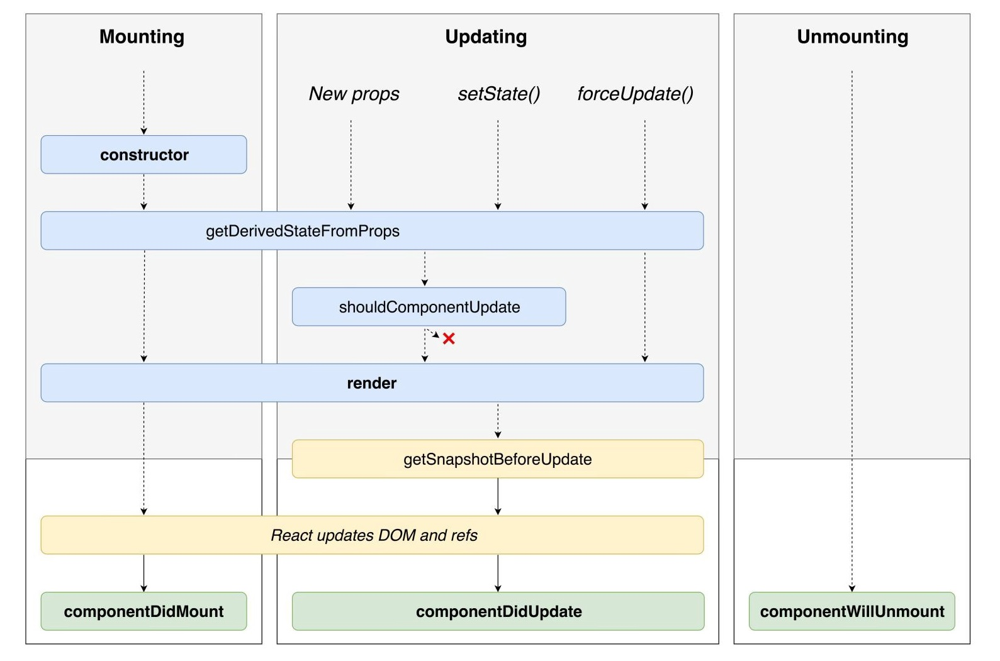 Mounting
Updating
Unmounting
New props
setState()
forceUpdate()
constructor
getDerivedStateFromProps
shouldComponentUpdate
render
getSnapshotBeforeUpdate
React updates DOM and refs
componentDidMount
componentDidUpdate
componentWillUnmount